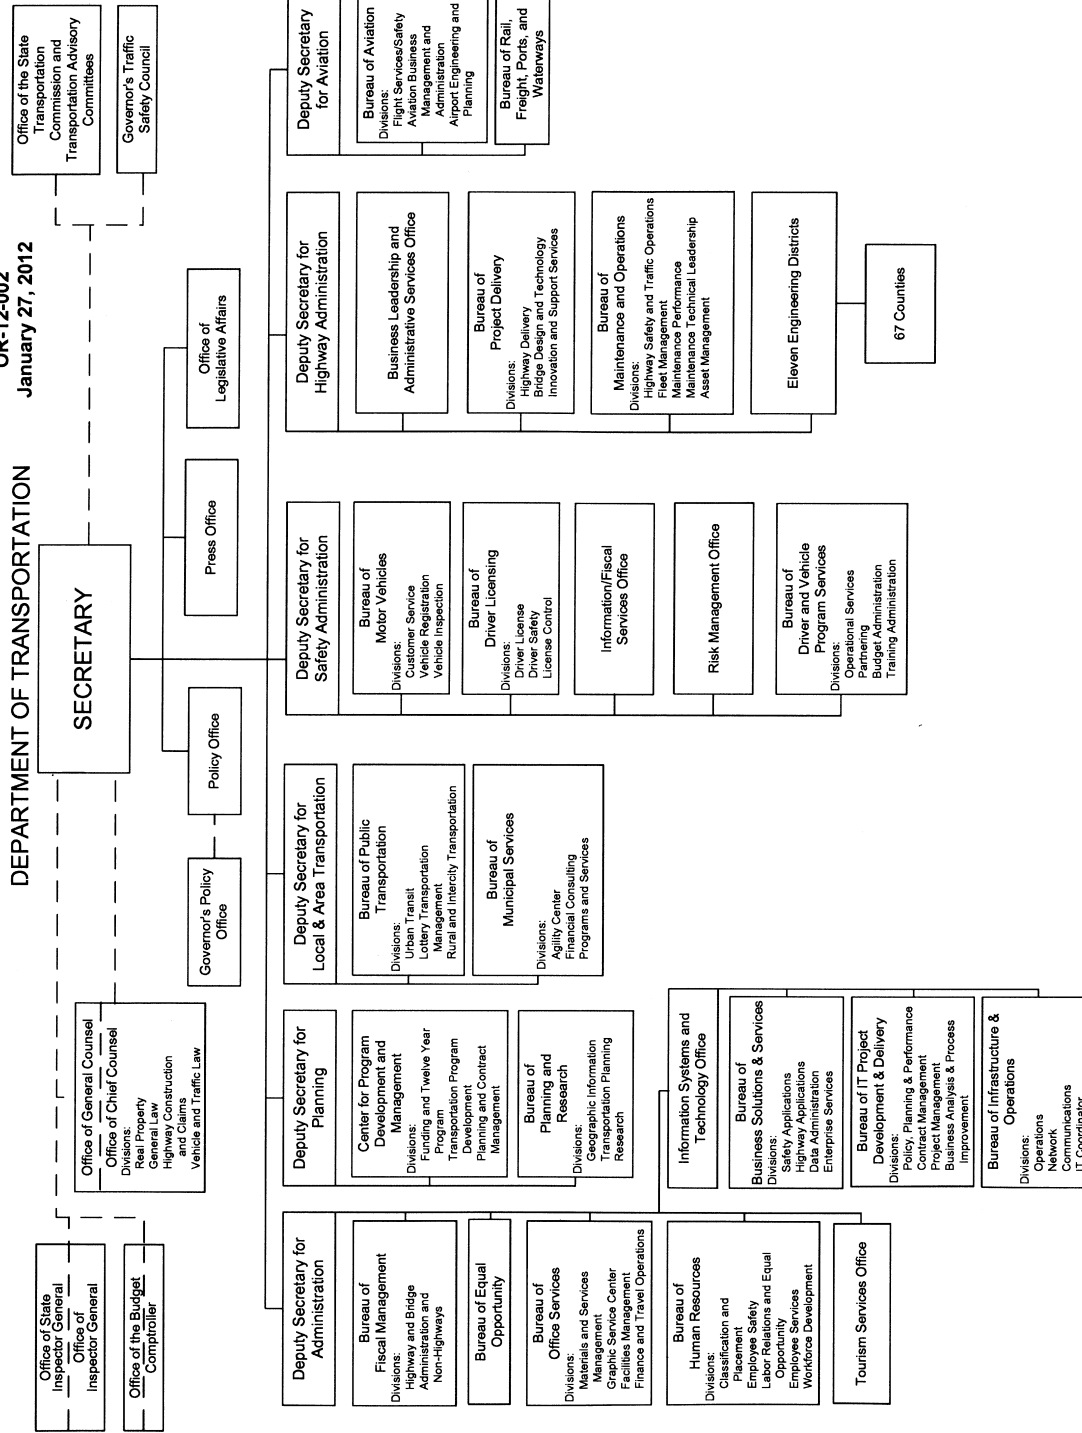 DEPARTMENT OF TRANSPORTATION
OR-12-002
January 27, 2012
SECRETARY
Office of State
Inspector General
Office of
Inspector General
Office of the Budget
Comptroller
Office of General Counsel
Office of Chief Counsel
Divisions:
Real Property
General Law
Highway Construction
and Claims
Vehicle and Traffic Law
Office of the State
Transportation
Commission and
Transportation Advisory
Committees
Governor's Traffic
Safety Council
Governor's Policy
Office
Policy Office
Press Office
Office of
Legislative Affairs
Deputy Secretary for
Administration
Bureau of
Fiscal Management
Divisions:
Highway and Bridge
Administration and
Non-Highways
Bureau of Equal
Opportunity
Bureau of
Office Services
Divisions:
Materials and Services
Management
Graphic Service Center
Facilities Management
Finance and Travel Operations
Bureau of
Human Resources
Divisions:
Classification and
Placement
Employee Safety
Labor Relations and Equal
Opportunity
Employee Services
Workforce Development
Tourism Services Office
Information Systems and
Technology Office
Bureau of
Business Solutions & Services
Divisions:
Safety Applications
Highway Applications
Data Administration
Enterprise Services
Bureau of IT Project
Development & Delivery
Divisions:
Policy, Planning & Performance
Contract Management
Project Management
Business Analysis & Process
Improvement
Bureau of Infrastructure &
Operations
Divisions:
Operations
Network
Communications
IT Coordinator
Deputy Secretary for
Planning
Center for Program
Development and
Management
Divisions:
Funding and Twelve Year
Program
Transportation Program
Development
Planning and Contract
Management
Bureau of
Planning and
Research
Divisions:
Geographic Information
Transportation Planning
Research
Deputy Secretary for
Local & Area Transportation
Bureau of Public
Transportation
Divisions:
Urban Transit
Lottery Transportation
Management
Rural and Intercity Transportation
Bureau of
Municipal Services
Divisions:
Agility Center
Financial Consulting
Programs and Services
Deputy Secretary for
Safety Administration
Bureau of
Motor Vehicles
Divisions:
Customer Service
Vehicle Registration
Vehicle Inspection
Bureau of
Driver Licensing
Divisions:
Driver License
Driver Safety
License Control
Information/Fiscal
Services Office
Risk Management Office
Bureau of
Driver and Vehicle
Program Services
Divisions:
Operational Services
Partnering
Budget Administration
Training Administration
Deputy Secretary for
Highway Administration
Business Leadership and
Administrative Services Office
Bureau of
Project Delivery
Divisions:
Highway Delivery
Bridge Design and Technology
Innovation and Support Services
Bureau of
Maintenance and Operations
Divisions:
Highway Safety and Traffic Operations
Fleet Management
Maintenance Performance
Maintenance Technical Leadership
Asset Management
Eleven Engineering Districts
67 Counties
Deputy Secretary
for Aviation
Bureau of Aviation
Divisions:
Flight Services/Safety
Aviation Business
Management and
Administration
Airport Engineering and
Planning
Bureau of Rail,
Freight, Ports, and
Waterways